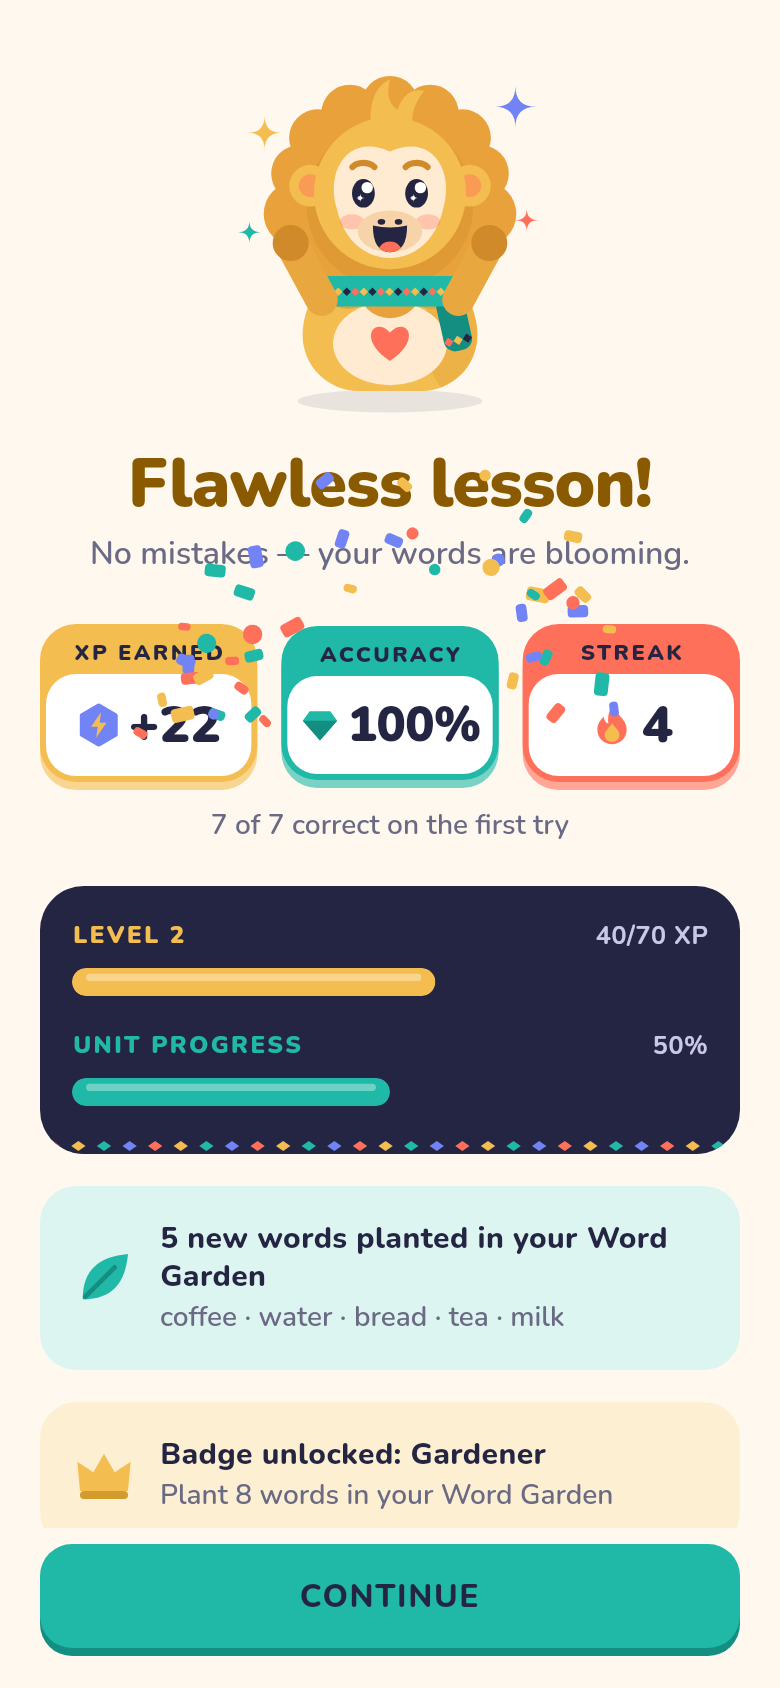 Flawless lesson!
No mistakes — your words are blooming.
XP EARNED
+22
ACCURACY
100%
STREAK
4
7 of 7 correct on the first try
LEVEL 2
40/70 XP
UNIT PROGRESS
50%
5 new words planted in your Word
Garden
coffee · water · bread · tea · milk
Badge unlocked: Gardener
Plant 8 words in your Word Garden
CONTINUE